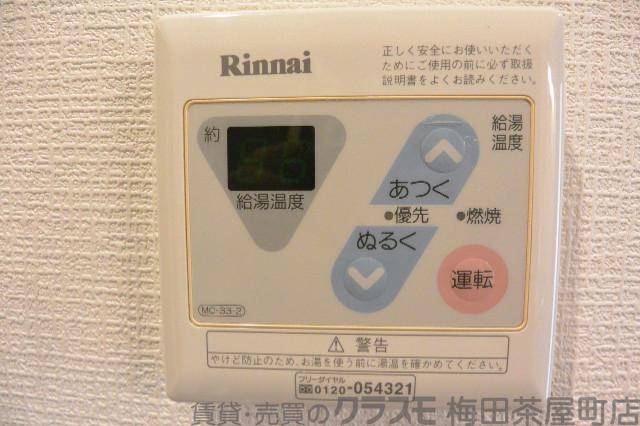 Rinnai
正しく安全にお使いいただく
ためにご使用の前に必ず取扱
説明書をよくお読みください。
約
給湯温度
給湯
温度
あつく
●優先 ●燃焼
ぬるく
運転
MC-33-2
⚠ 警告
やけど防止のため、お湯を使う前に湯温を確かめてください。
フリーダイヤル
0120-054321
賃貸・売買のクラスモ 梅田茶屋町店